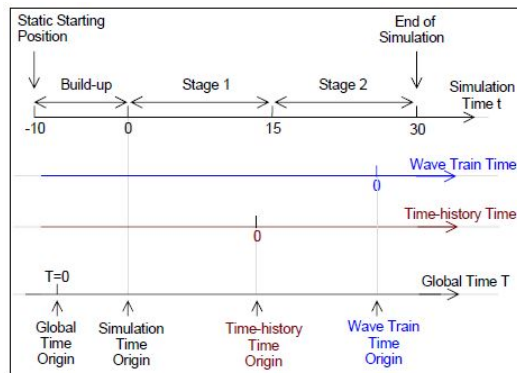 Static Starting
Position
End of
Simulation
Build-up
Stage 1
Stage 2
Simulation
Time t
-10
0
15
30
Wave Train Time
0
Time-history Time
0
T=0
Global Time T
Global
Time
Origin
Simulation
Time
Origin
Time-history
Time
Origin
Wave Train
Time
Origin